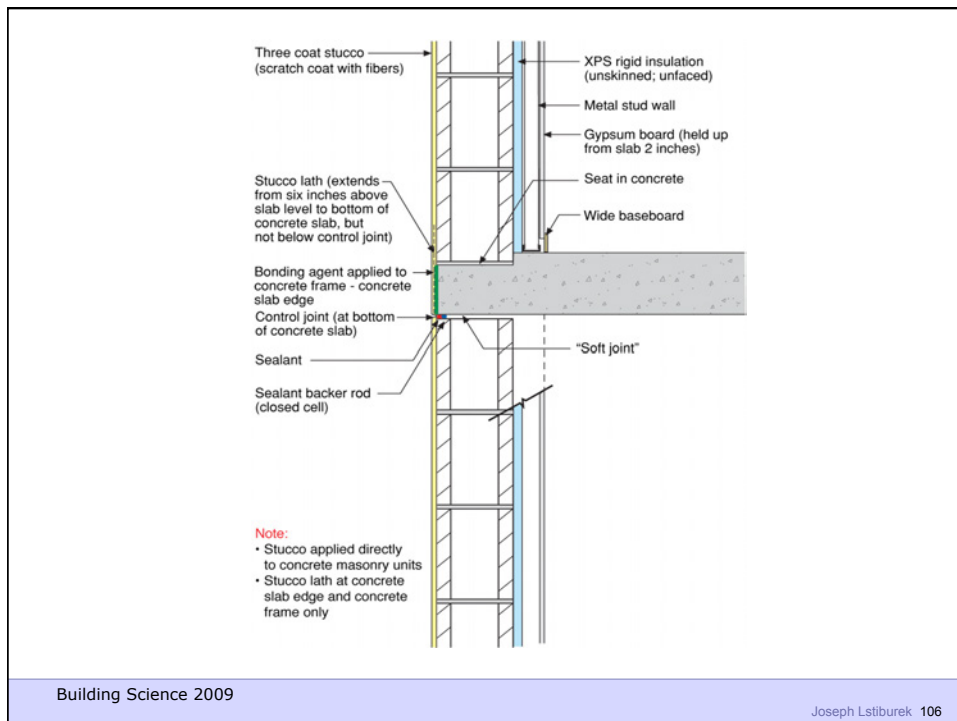 Three coat stucco
(scratch coat with fibers)
Stucco lath (extends
from six inches above
slab level to bottom of
concrete slab, but
not below control joint)
Bonding agent applied to
concrete frame - concrete
slab edge
Control joint (at bottom
of concrete slab)
Sealant
Sealant backer rod
(closed cell)
XPS rigid insulation
(unskinned; unfaced)
Metal stud wall
Gypsum board (held up
from slab 2 inches)
Seat in concrete
Wide baseboard
“Soft joint”
Note:
• Stucco applied directly
to concrete masonry units
• Stucco lath at concrete
slab edge and concrete
frame only
Building Science 2009
Joseph Lstiburek 106